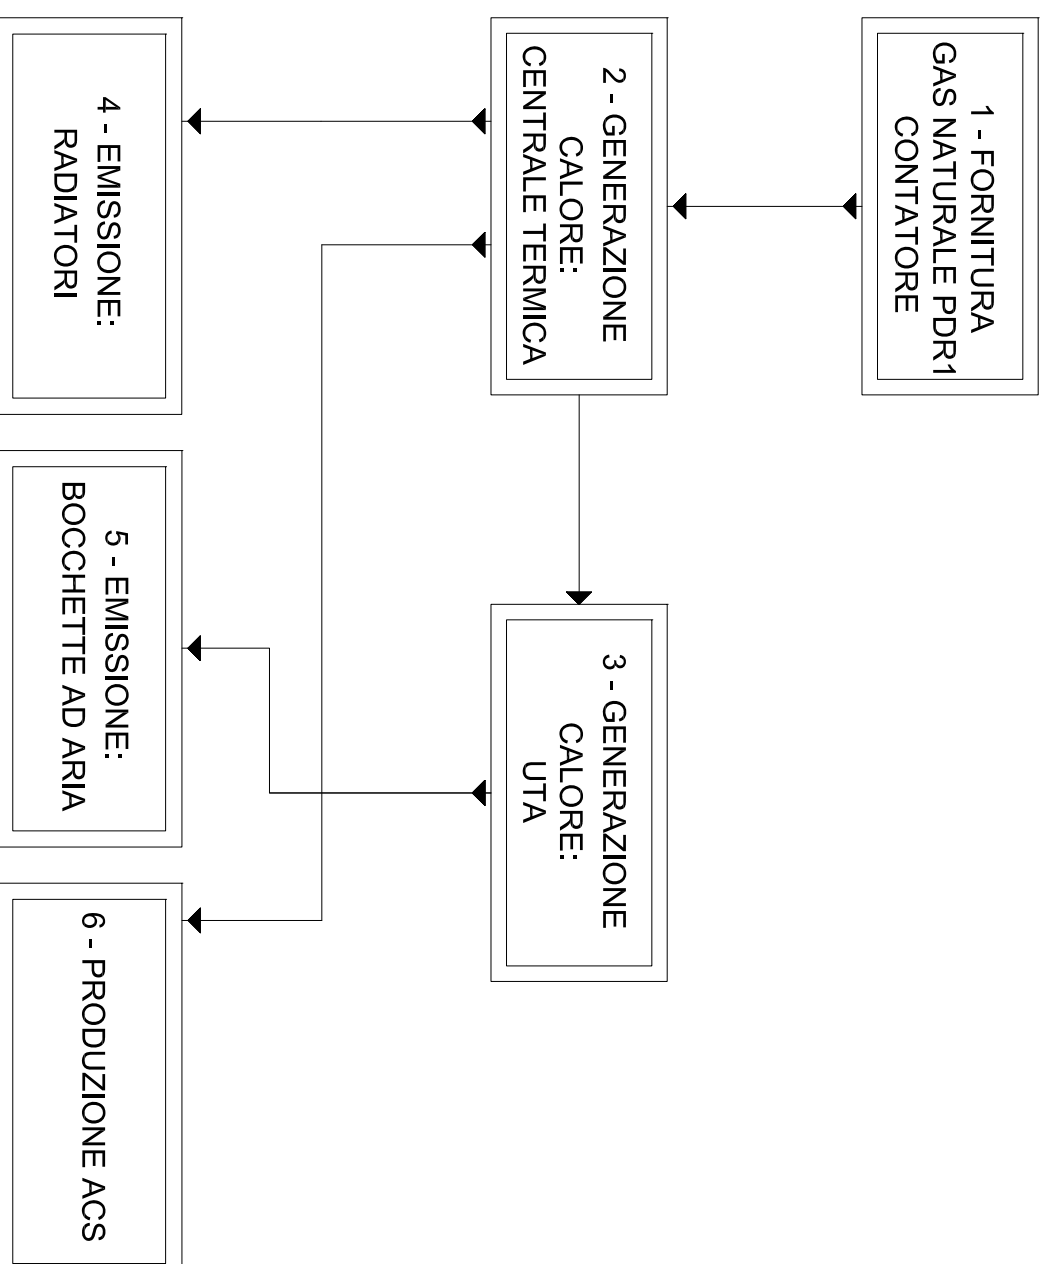 1 - FORNITURA
GAS NATURALE PDR1
CONTATORE
2 - GENERAZIONE
CALORE:
CENTRALE TERMICA
3 - GENERAZIONE
CALORE:
UTA
4 - EMISSIONE:
RADIATORI
5 - EMISSIONE:
BOCCHETTE AD ARIA
6 - PRODUZIONE ACS